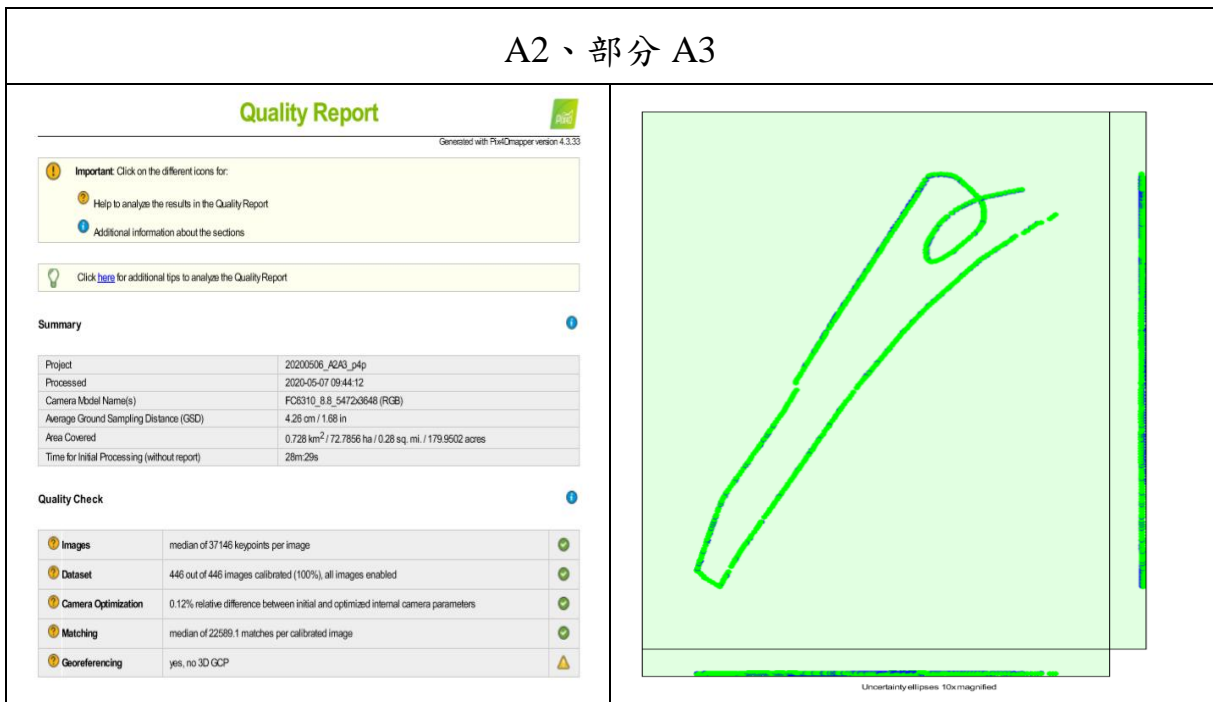 A2、部分 A3
Quality Report
Generated with Pix4Dmapper version 4.3.33
Important: Click on the different icons for:
Help to analyze the results in the Quality Report
Additional information about the sections
Click here for additional tips to analyze the Quality Report
Summary
Project 20200506_A2A3_p4p
Processed 2020-05-07 09:44:12
Camera Model Name(s) FC6310_8.8_5472x3648 (RGB)
Average Ground Sampling Distance (GSD) 4.26 cm / 1.68 in
Area Covered 0.728 km2 / 72.7856 ha / 0.28 sq. mi. / 179.9502 acres
Time for Initial Processing (without report) 28m:29s
Quality Check
Images median of 37146 keypoints per image
Dataset 446 out of 446 images calibrated (100%), all images enabled
Camera Optimization 0.12% relative difference between initial and optimized internal camera parameters
Matching median of 22589.1 matches per calibrated image
Georeferencing yes, no 3D GCP
Uncertainty ellipses 10x magnified